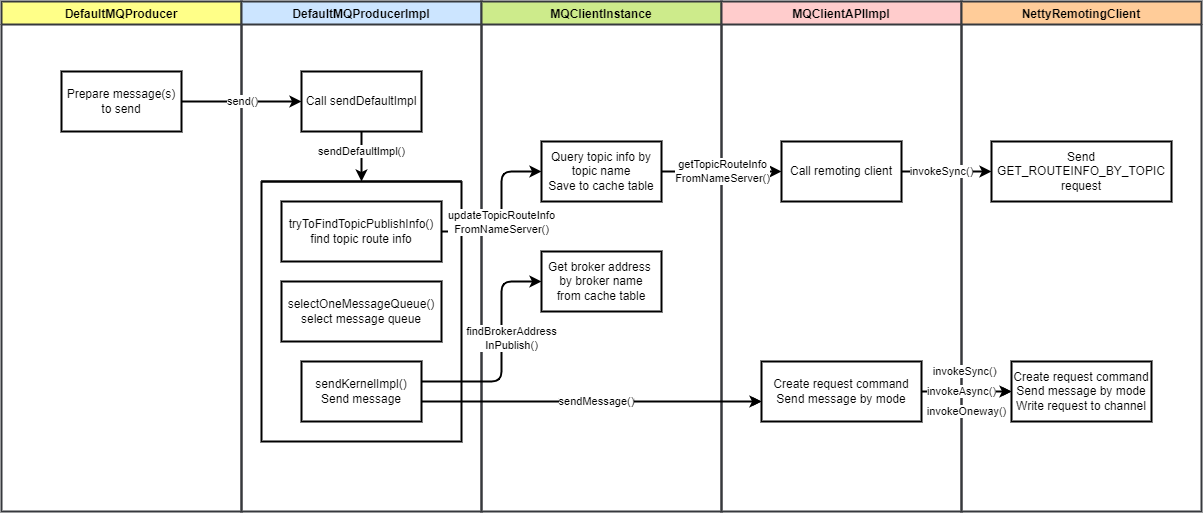 DefaultMQProducer
DefaultMQProducerImpl
MQClientInstance
MQClientAPIImpl
NettyRemotingClient
Prepare message(s)
to send
send()
Call sendDefaultImpl
sendDefaultImpl()
tryToFindTopicPublishInfo()
find topic route info
updateTopicRouteInfo
FromNameServer()
Query topic info by
topic name
Save to cache table
getTopicRouteInfo
FromNameServer()
Call remoting client
invokeSync()
Send
GET_ROUTEINFO_BY_TOPIC
request
selectOneMessageQueue()
select message queue
Get broker address
by broker name
from cache table
findBrokerAddress
InPublish()
sendKernelImpl()
Send message
sendMessage()
Create request command
Send message by mode
invokeSync()
invokeAsync()
invokeOneway()
Create request command
Send message by mode
Write request to channel